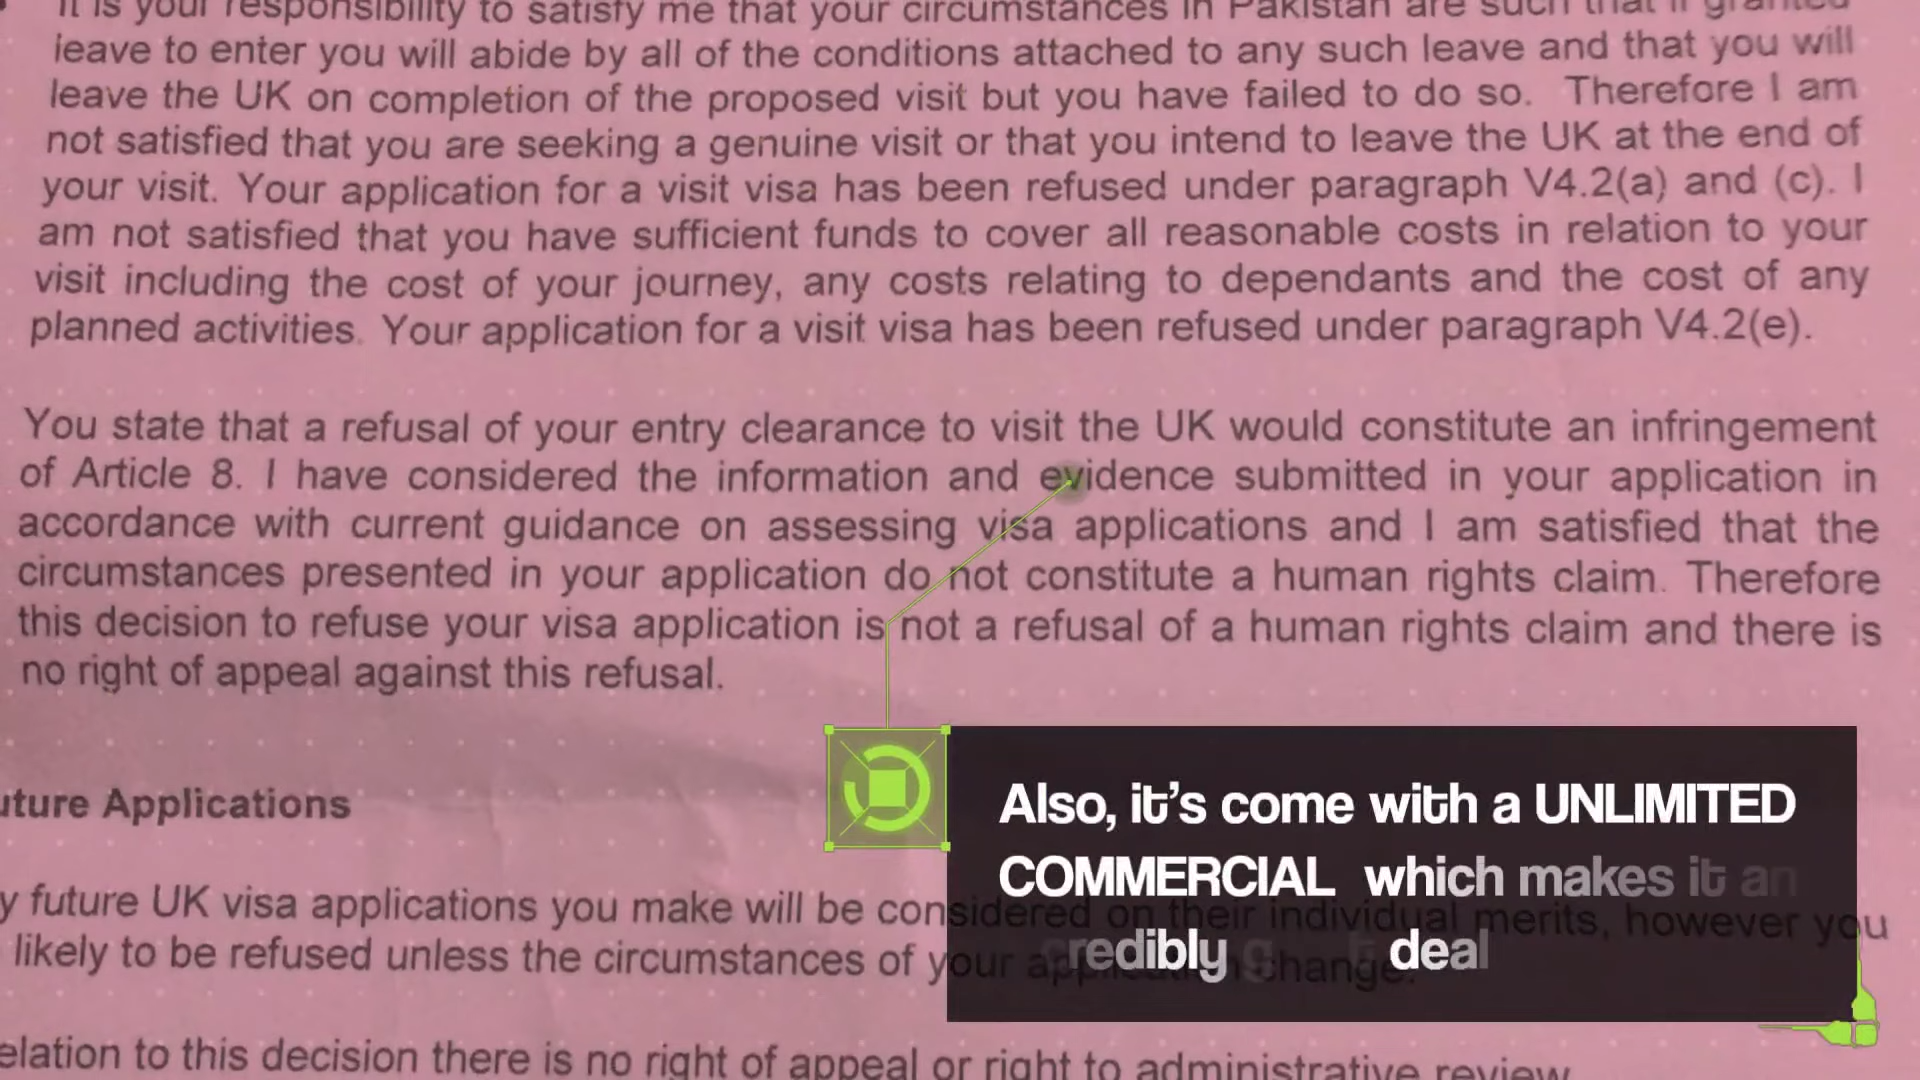 It is your responsibility to satisfy me that your circumstances in Pakistan are such that if granted
leave to enter you will abide by all of the conditions attached to any such leave and that you will
leave the UK on completion of the proposed visit but you have failed to do so. Therefore I am
not satisfied that you are seeking a genuine visit or that you intend to leave the UK at the end of
your visit. Your application for a visit visa has been refused under paragraph V4.2(a) and (c). I
am not satisfied that you have sufficient funds to cover all reasonable costs in relation to your
visit including the cost of your journey, any costs relating to dependants and the cost of any
planned activities. Your application for a visit visa has been refused under paragraph V4.2(e).
You state that a refusal of your entry clearance to visit the UK would constitute an infringement
of Article 8. I have considered the information and evidence submitted in your application in
accordance with current guidance on assessing visa applications and I am satisfied that the
circumstances presented in your application do not constitute a human rights claim. Therefore
this decision to refuse your visa application is not a refusal of a human rights claim and there is
no right of appeal against this refusal.
uture Applications
y future UK visa applications you make will be considered on their individual merits, however you
likely to be refused unless the circumstances of your application change.
elation to this decision there is no right of appeal or right to administrative review
Also, it's come with a UNLIMITED
COMMERCIAL which makes it an
credibly deal